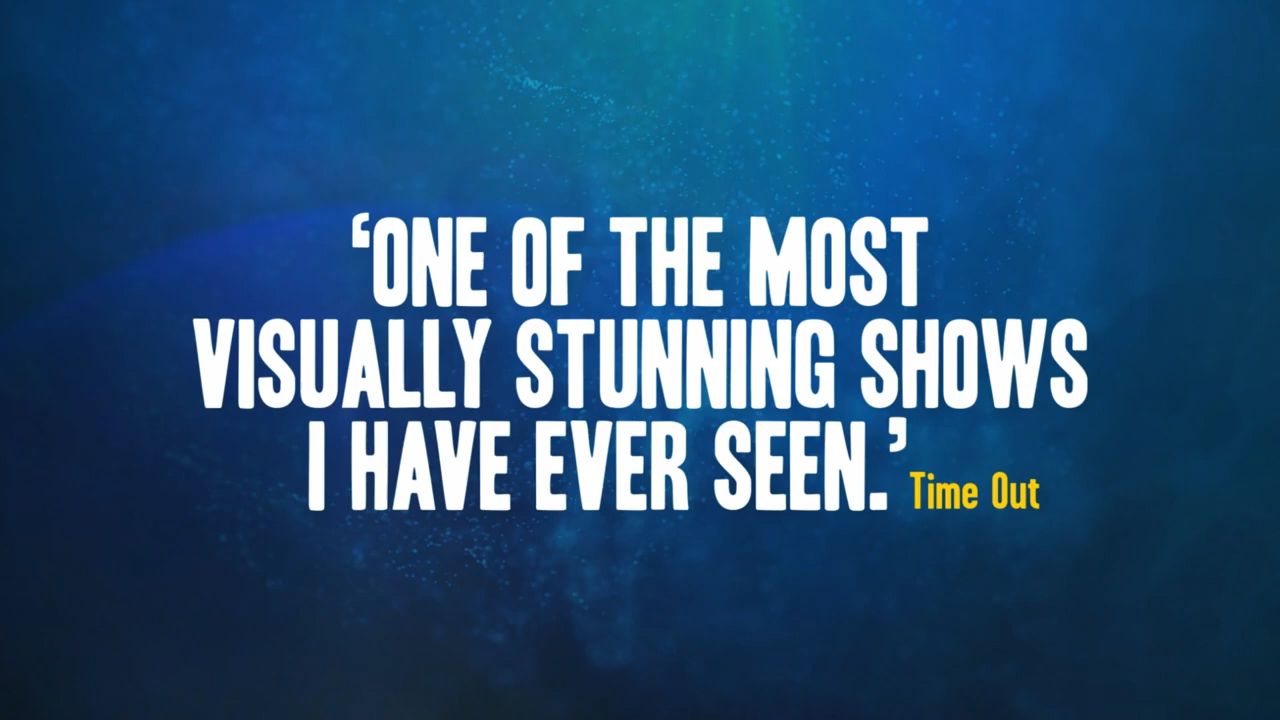 ‘ONE OF THE MOST
VISUALLY STUNNING SHOWS
I HAVE EVER SEEN.’ Time Out